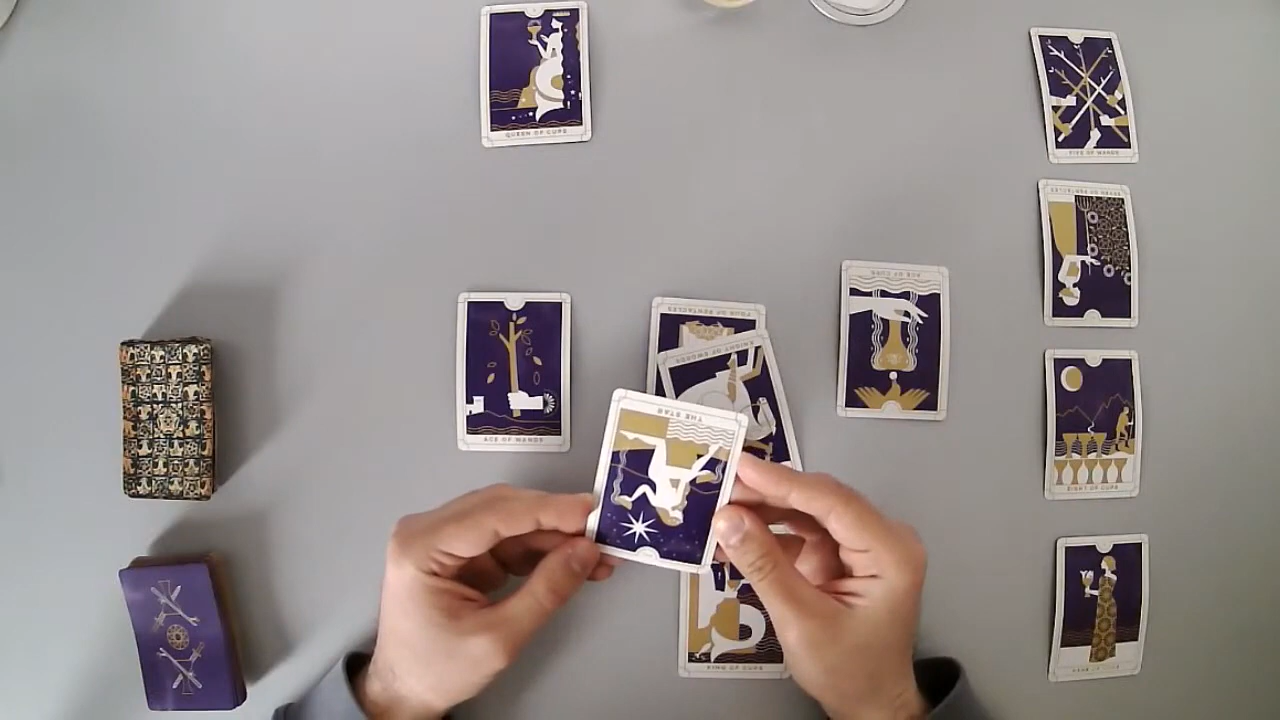 QUEEN OF CUPS
FIVE OF WANDS
SEVEN OF PENTACLES
ACE OF CUPS
FOUR OF PENTACLES
KNIGHT OF SWORDS
ACE OF WANDS
THE STAR
EIGHT OF CUPS
KING OF CUPS